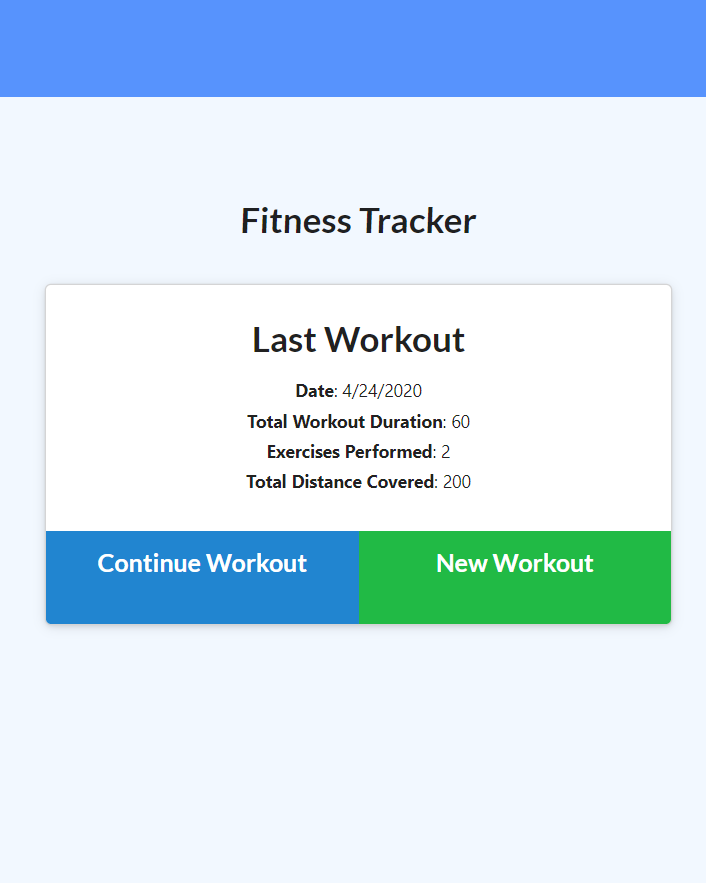 Fitness Tracker
Last Workout
Date: 4/24/2020
Total Workout Duration: 60
Exercises Performed: 2
Total Distance Covered: 200
Continue Workout
New Workout